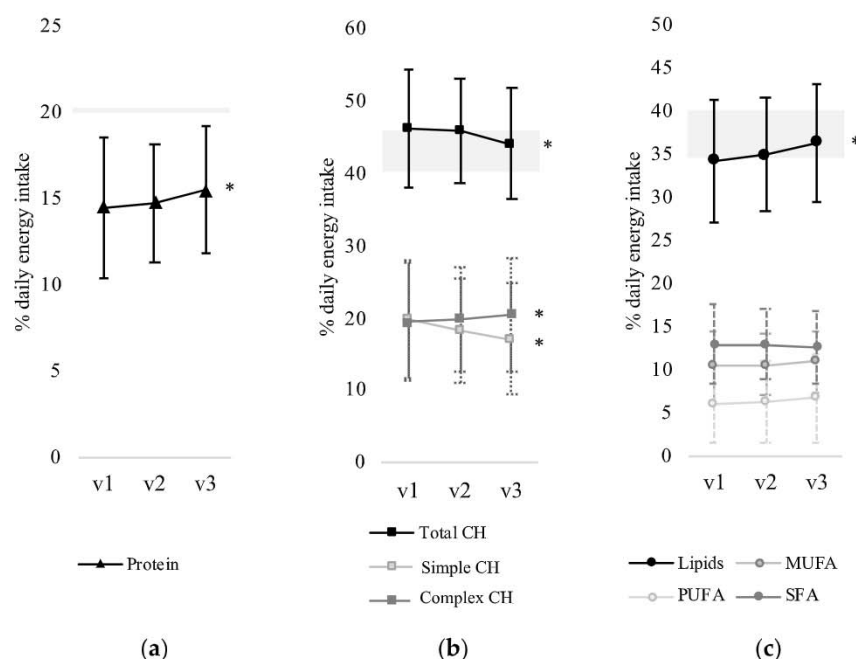 % daily energy intake
25
20
15
10
5
0
*
v1 v2 v3
Protein
(a)
% daily energy intake
60
50
40
30
20
10
0
*
*
*
v1 v2 v3
Total CH
Simple CH
Complex CH
(b)
% daily energy intake
50
45
40
35
30
25
20
15
10
5
0
*
v1 v2 v3
Lipids MUFA
PUFA SFA
(c)